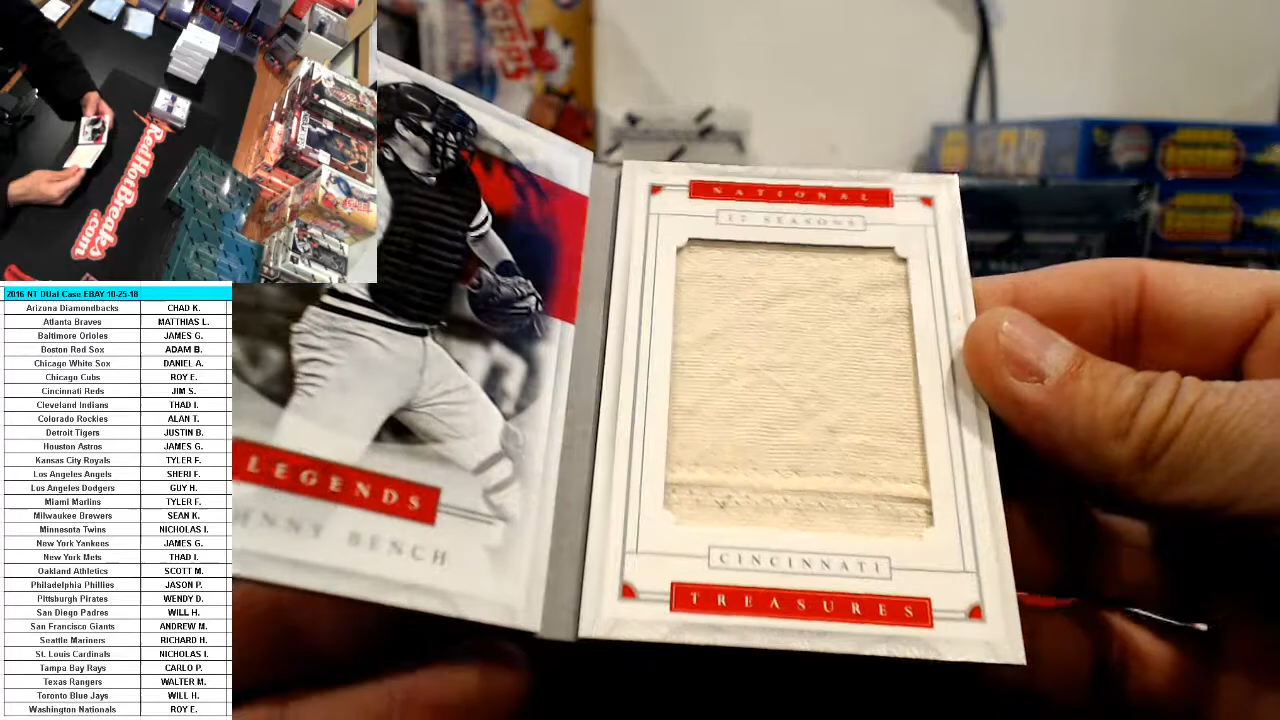 RedHotBreaks
.com
2016 NT DUal Case EBAY 10-25-18
Arizona Diamondbacks CHAD K.
Atlanta Braves MATTHIAS L.
Baltimore Orioles JAMES G.
Boston Red Sox ADAM B.
Chicago White Sox DANIEL A.
Chicago Cubs ROY E.
Cincinnati Reds JIM S.
Cleveland Indians THAD I.
Colorado Rockies ALAN T.
Detroit Tigers JUSTIN B.
Houston Astros JAMES G.
Kansas City Royals TYLER F.
Los Angeles Angels SHERI F.
Los Angeles Dodgers GUY H.
Miami Marlins TYLER F.
Milwaukee Brewers SEAN K.
Minnesota Twins NICHOLAS I.
New York Yankees JAMES G.
New York Mets THAD I.
Oakland Athletics SCOTT M.
Philadelphia Phillies JASON P.
Pittsburgh Pirates WENDY D.
San Diego Padres WILL H.
San Francisco Giants ANDREW M.
Seattle Mariners RICHARD H.
St. Louis Cardinals NICHOLAS I.
Tampa Bay Rays CARLO P.
Texas Rangers WALTER M.
Toronto Blue Jays WILL H.
Washington Nationals ROY E.
LEGENDS
BENCH
NATIONAL
17 SEASONS
CINCINNATI
TREASURES